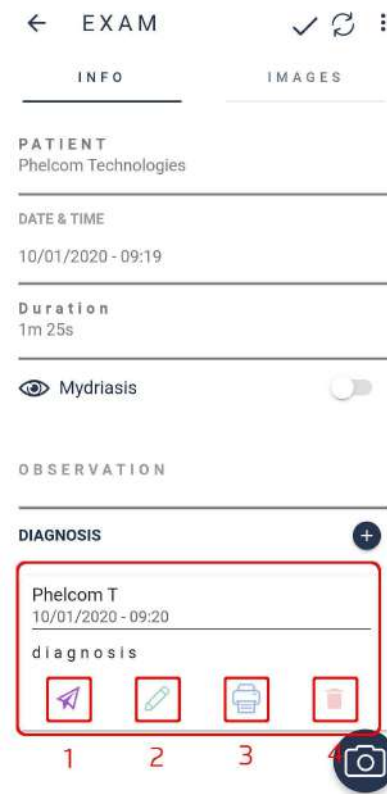 EXAM
INFO IMAGES
PATIENT
Phelcom Technologies
DATE & TIME
10/01/2020 - 09:19
Duration
1m 25s
Mydriasis
OBSERVATION
DIAGNOSIS
Phelcom T
10/01/2020 - 09:20
diagnosis
1 2 3 4